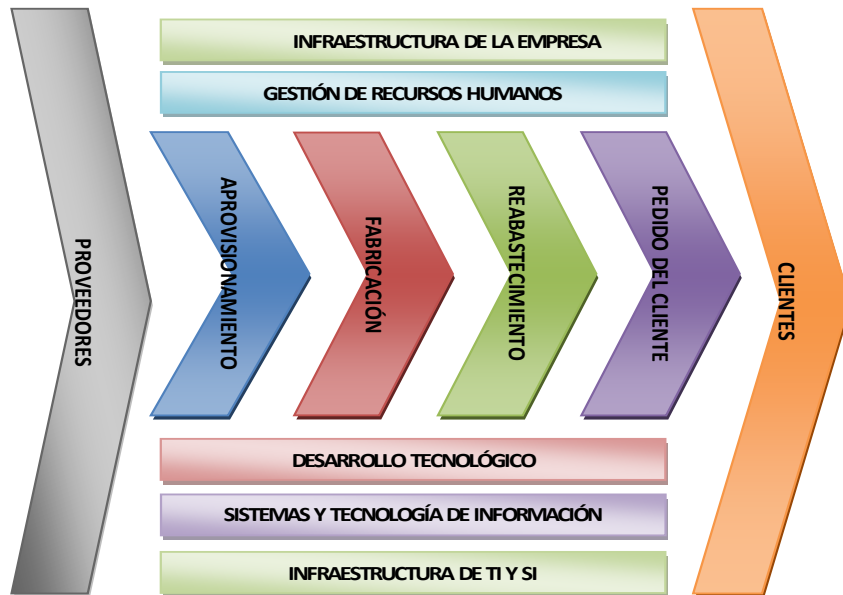 INFRAESTRUCTURA DE LA EMPRESA
GESTIÓN DE RECURSOS HUMANOS
PROVEEDORES
APROVISIONAMIENTO
FABRICACIÓN
REABASTECIMIENTO
PEDIDO DEL CLIENTE
CLIENTES
DESARROLLO TECNOLÓGICO
SISTEMAS Y TECNOLOGÍA DE INFORMACIÓN
INFRAESTRUCTURA DE TI Y SI